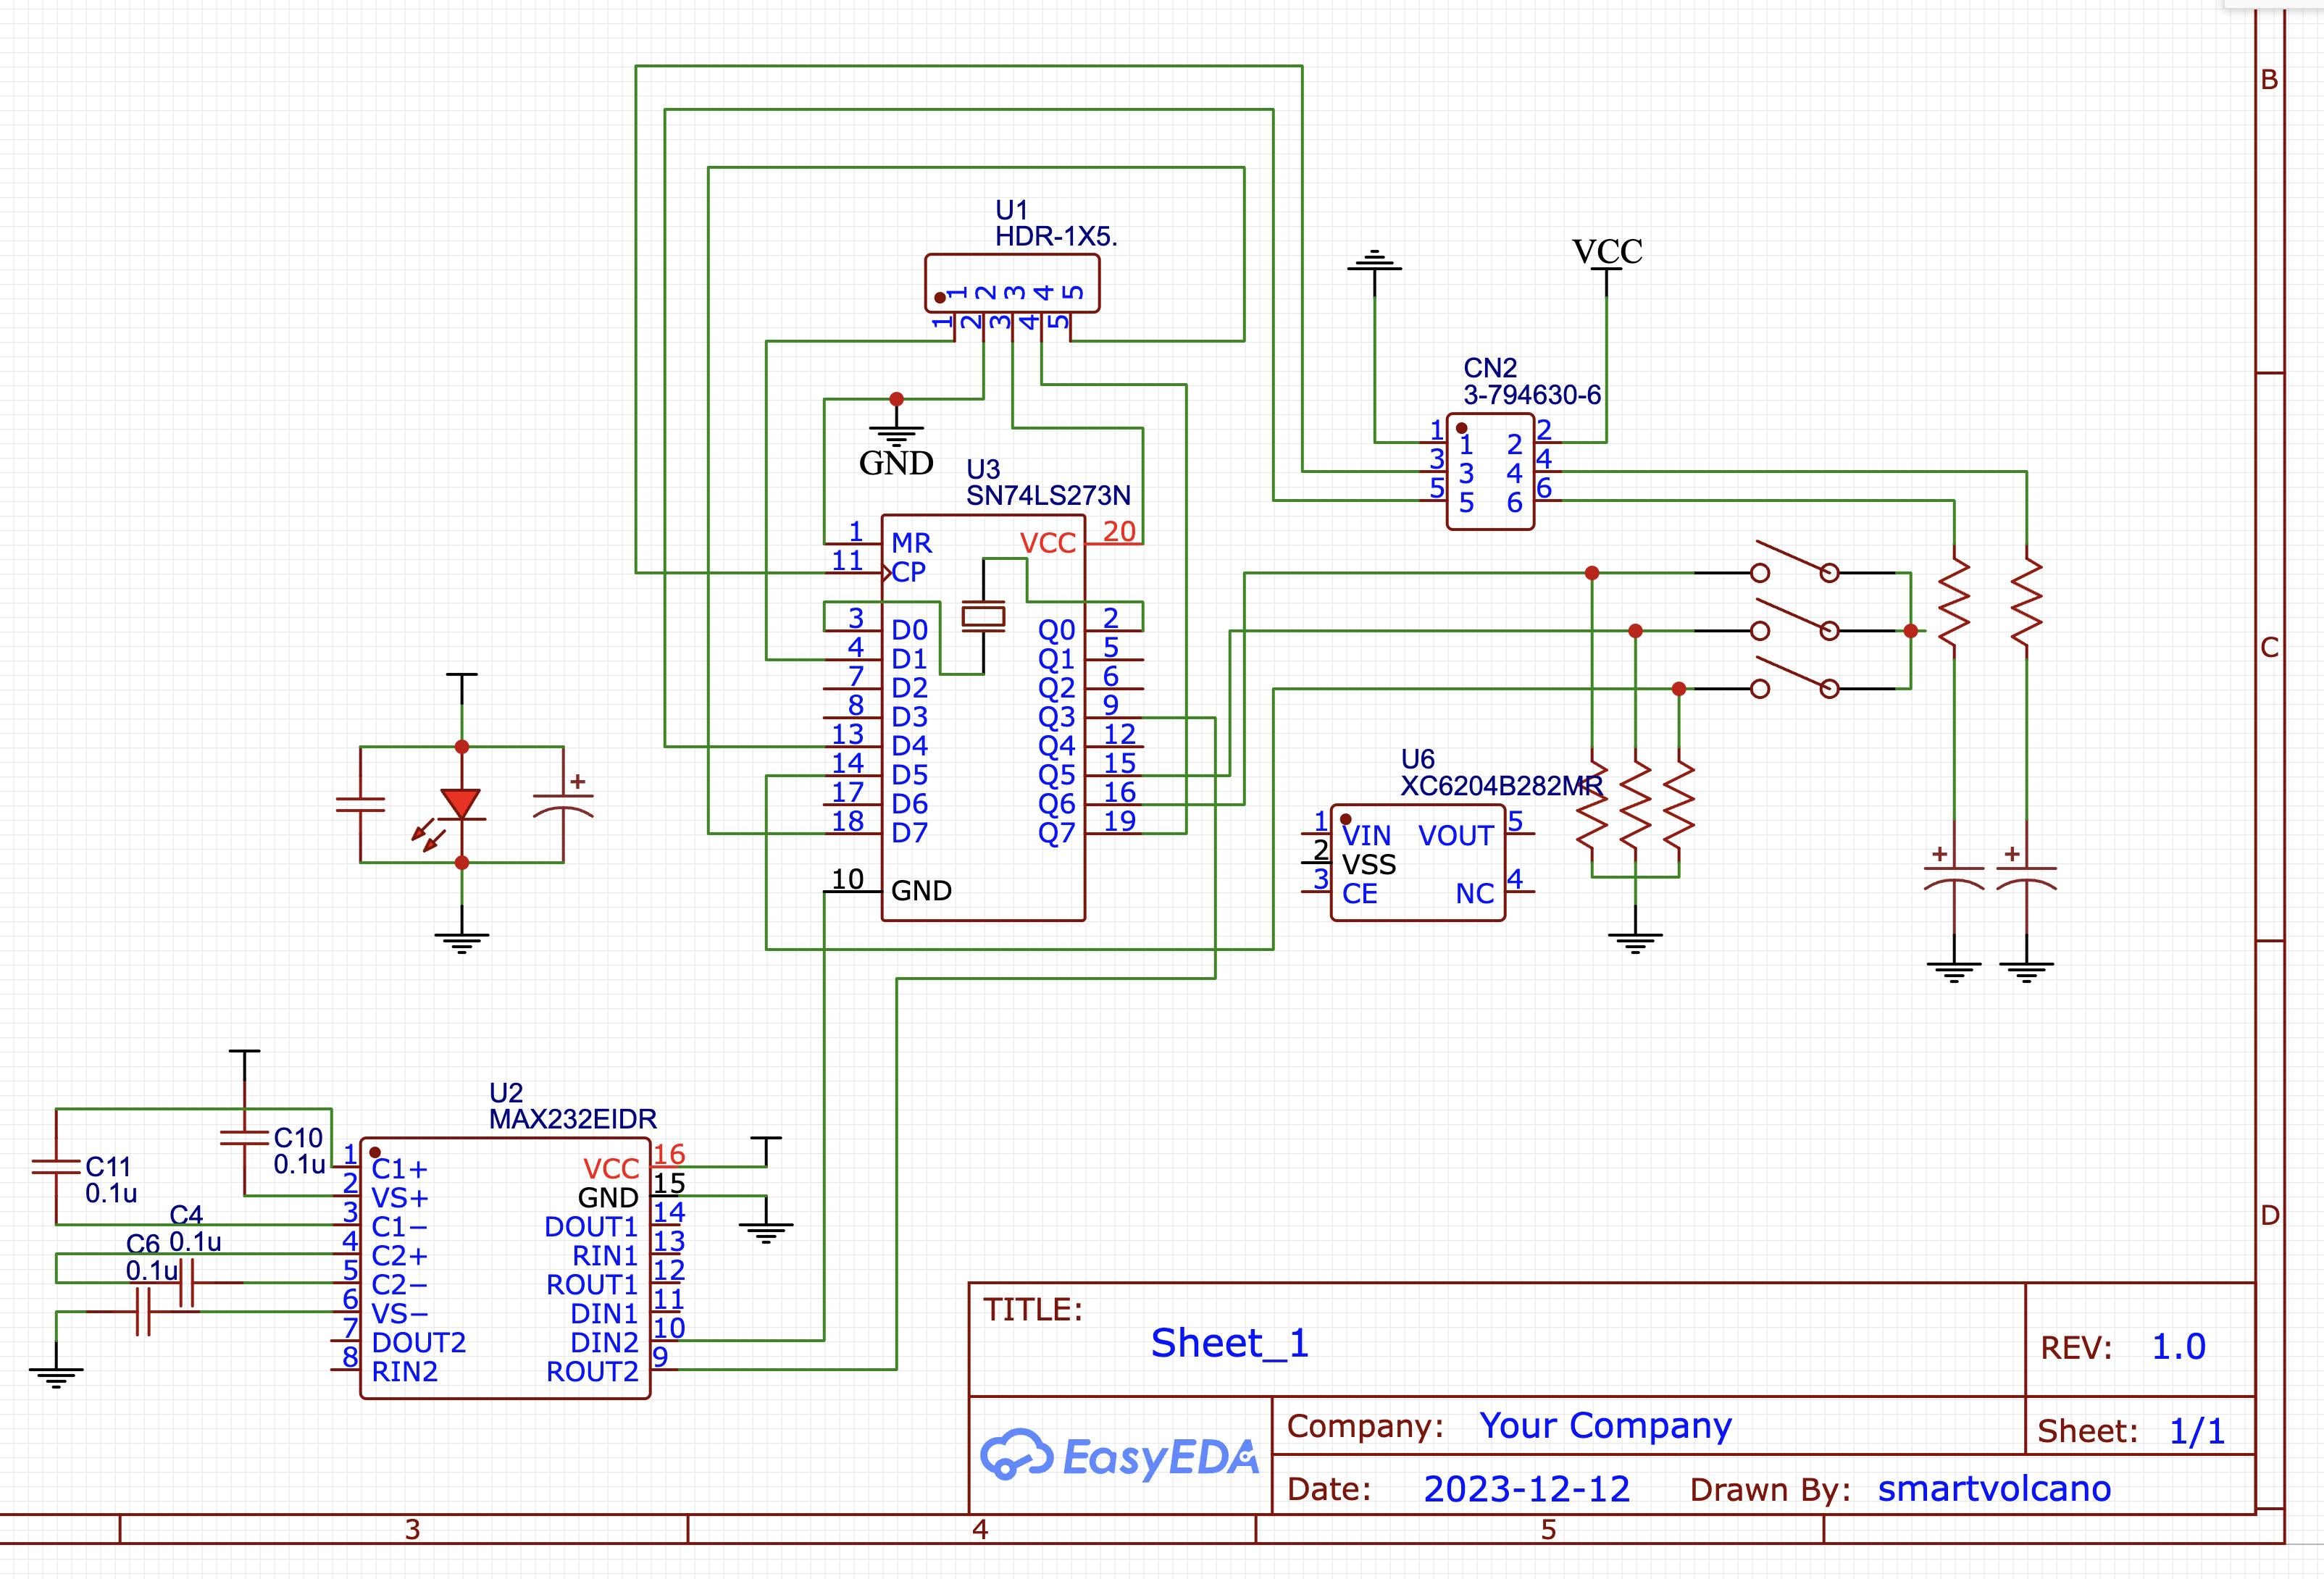 B
U1
HDR-1X5.
1 2 3 4 5
1 2 3 4 5
VCC
CN2
3-794630-6
1 1 2 2
3 3 4 4
5 5 6 6
GND
U3
SN74LS273N
1 MR VCC 20
11 CP
3 D0 Q0 2
4 D1 Q1 5
7 D2 Q2 6
8 D3 Q3 9
13 D4 Q4 12
14 D5 Q5 15
17 D6 Q6 16
18 D7 Q7 19
10 GND
C
+
U6
XC6204B282MR
1 VIN VOUT 5
2 VSS
3 CE NC 4
+ +
U2
MAX232EIDR
C10
0.1u
C11
0.1u
C4
0.1u
C6
0.1u
1 C1+ VCC 16
2 VS+ GND 15
3 C1− DOUT1 14
4 C2+ RIN1 13
5 C2− ROUT1 12
6 VS− DIN1 11
7 DOUT2 DIN2 10
8 RIN2 ROUT2 9
D
TITLE:
Sheet_1
REV: 1.0
EasyEDA
Company: Your Company
Sheet: 1/1
Date: 2023-12-12 Drawn By: smartvolcano
3 4 5